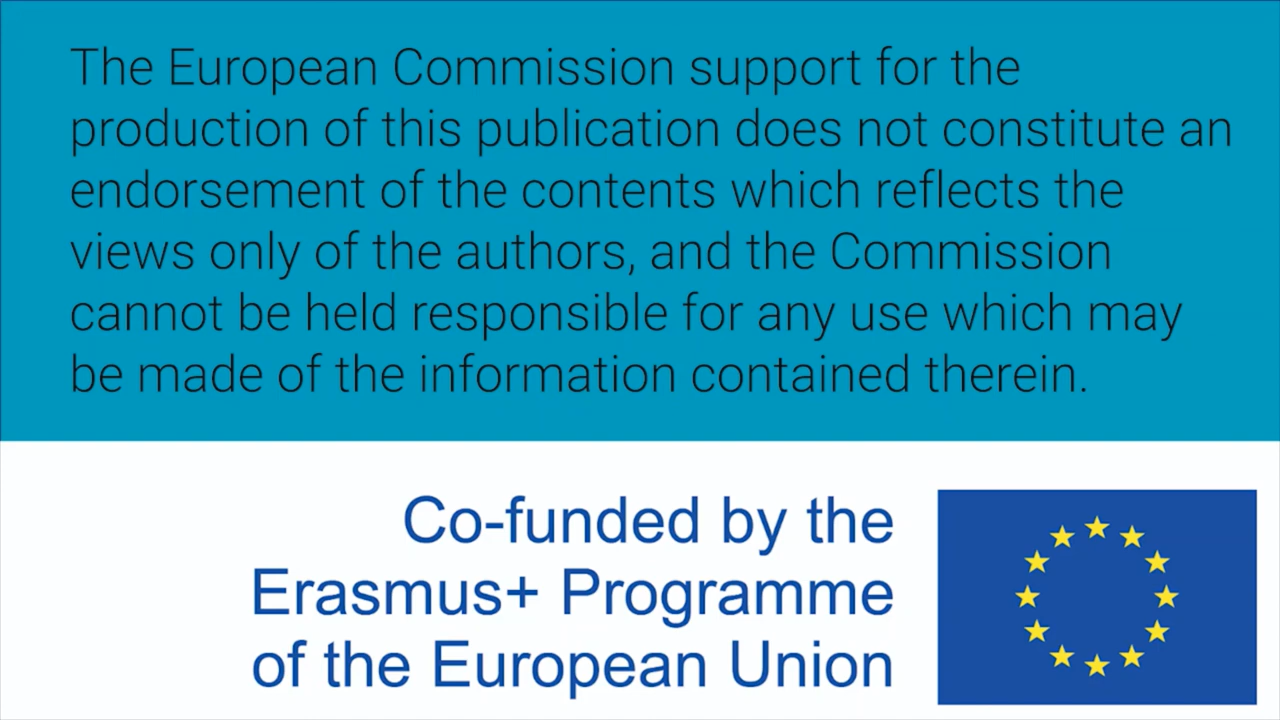 The European Commission support for the
production of this publication does not constitute an
endorsement of the contents which reflects the
views only of the authors, and the Commission
cannot be held responsible for any use which may
be made of the information contained therein.
Co-funded by the
Erasmus+ Programme
of the European Union